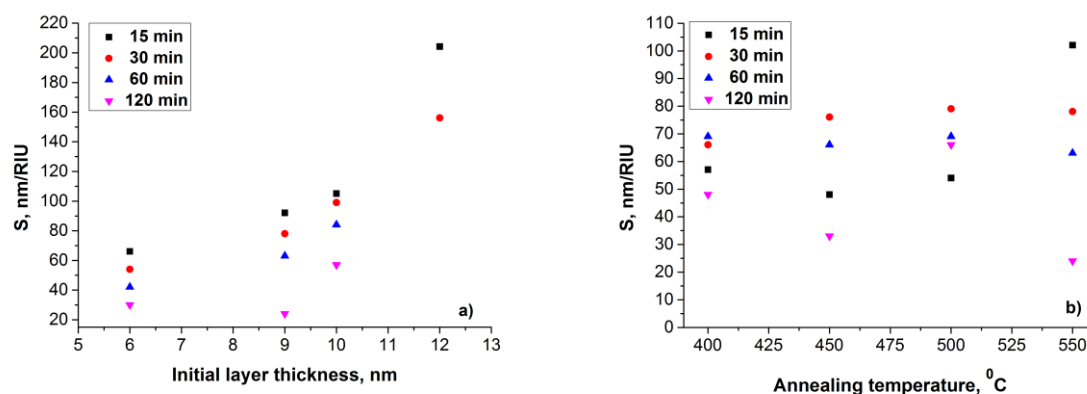 15 min
30 min
60 min
120 min
220
200
180
160
140
120
100
80
60
40
20
S, nm/RIU
a)
5 6 7 8 9 10 11 12 13
Initial layer thickness, nm
15 min
30 min
60 min
120 min
110
100
90
80
70
60
50
40
30
20
10
0
S, nm/RIU
b)
400 425 450 475 500 525 550
Annealing temperature, ⁰C